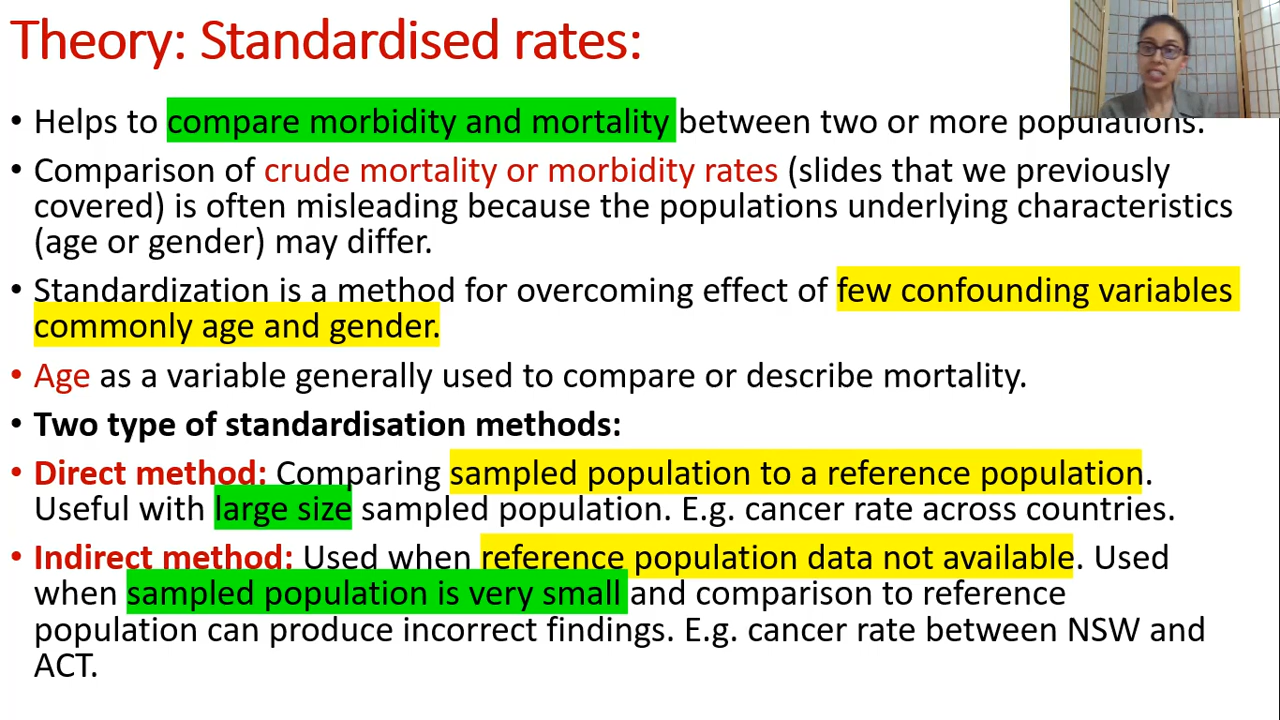 Theory: Standardised rates:
• Helps to compare morbidity and mortality between two or more populations.
• Comparison of crude mortality or morbidity rates (slides that we previously
covered) is often misleading because the populations underlying characteristics
(age or gender) may differ.
• Standardization is a method for overcoming effect of few confounding variables
commonly age and gender.
• Age as a variable generally used to compare or describe mortality.
• Two type of standardisation methods:
• Direct method: Comparing sampled population to a reference population.
Useful with large size sampled population. E.g. cancer rate across countries.
• Indirect method: Used when reference population data not available. Used
when sampled population is very small and comparison to reference
population can produce incorrect findings. E.g. cancer rate between NSW and
ACT.